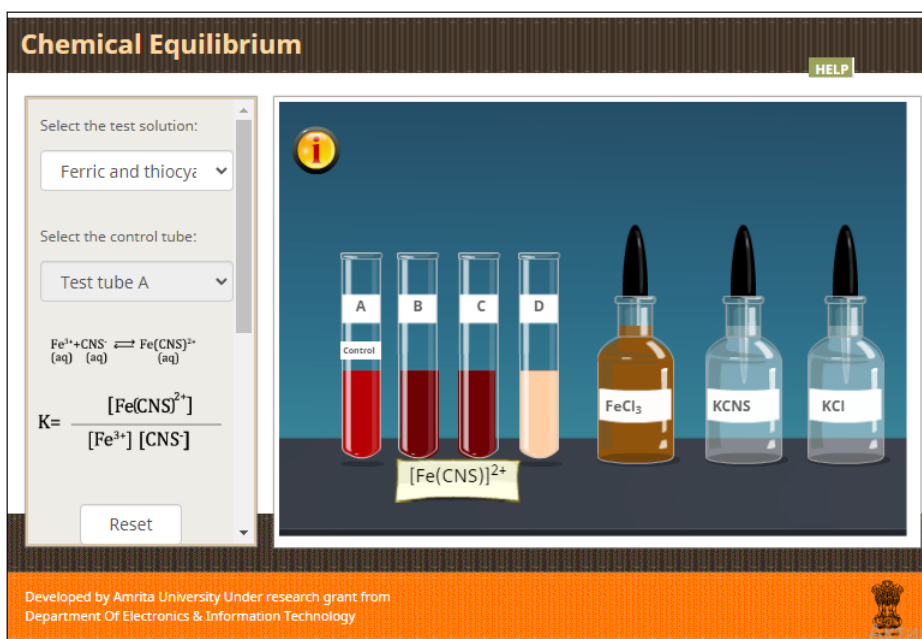 Chemical Equilibrium
HELP
Select the test solution:
Ferric and thiocya
Select the control tube:
Test tube A
Fe³⁺+CNS⁻ ⇌ Fe(CNS)²⁺
(aq) (aq) (aq)
K= [Fe(CNS)²⁺]
[Fe³⁺] [CNS⁻]
Reset
i
A B C D
Control
[Fe(CNS)]²⁺
FeCl₃ KCNS KCl
Developed by Amrita University Under research grant from
Department Of Electronics & Information Technology